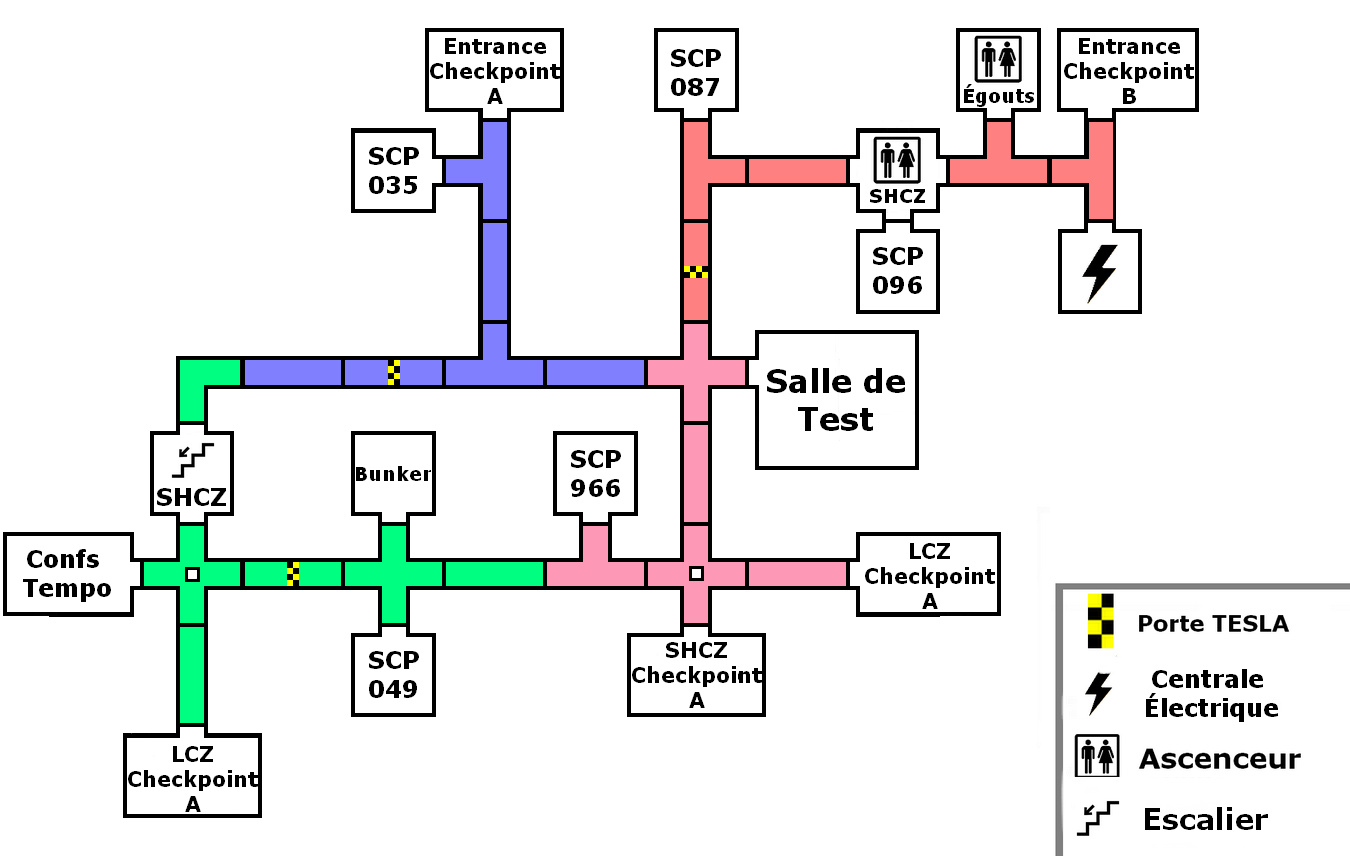 Entrance
Checkpoint
A
SCP
087
Égouts
Entrance
Checkpoint
B
SCP
035
SHCZ
SCP
096
Salle de
Test
SHCZ
Bunker
SCP
966
Confs
Tempo
LCZ
Checkpoint
A
SCP
049
SHCZ
Checkpoint
A
LCZ
Checkpoint
A
Porte TESLA
Centrale
Électrique
Ascenceur
Escalier